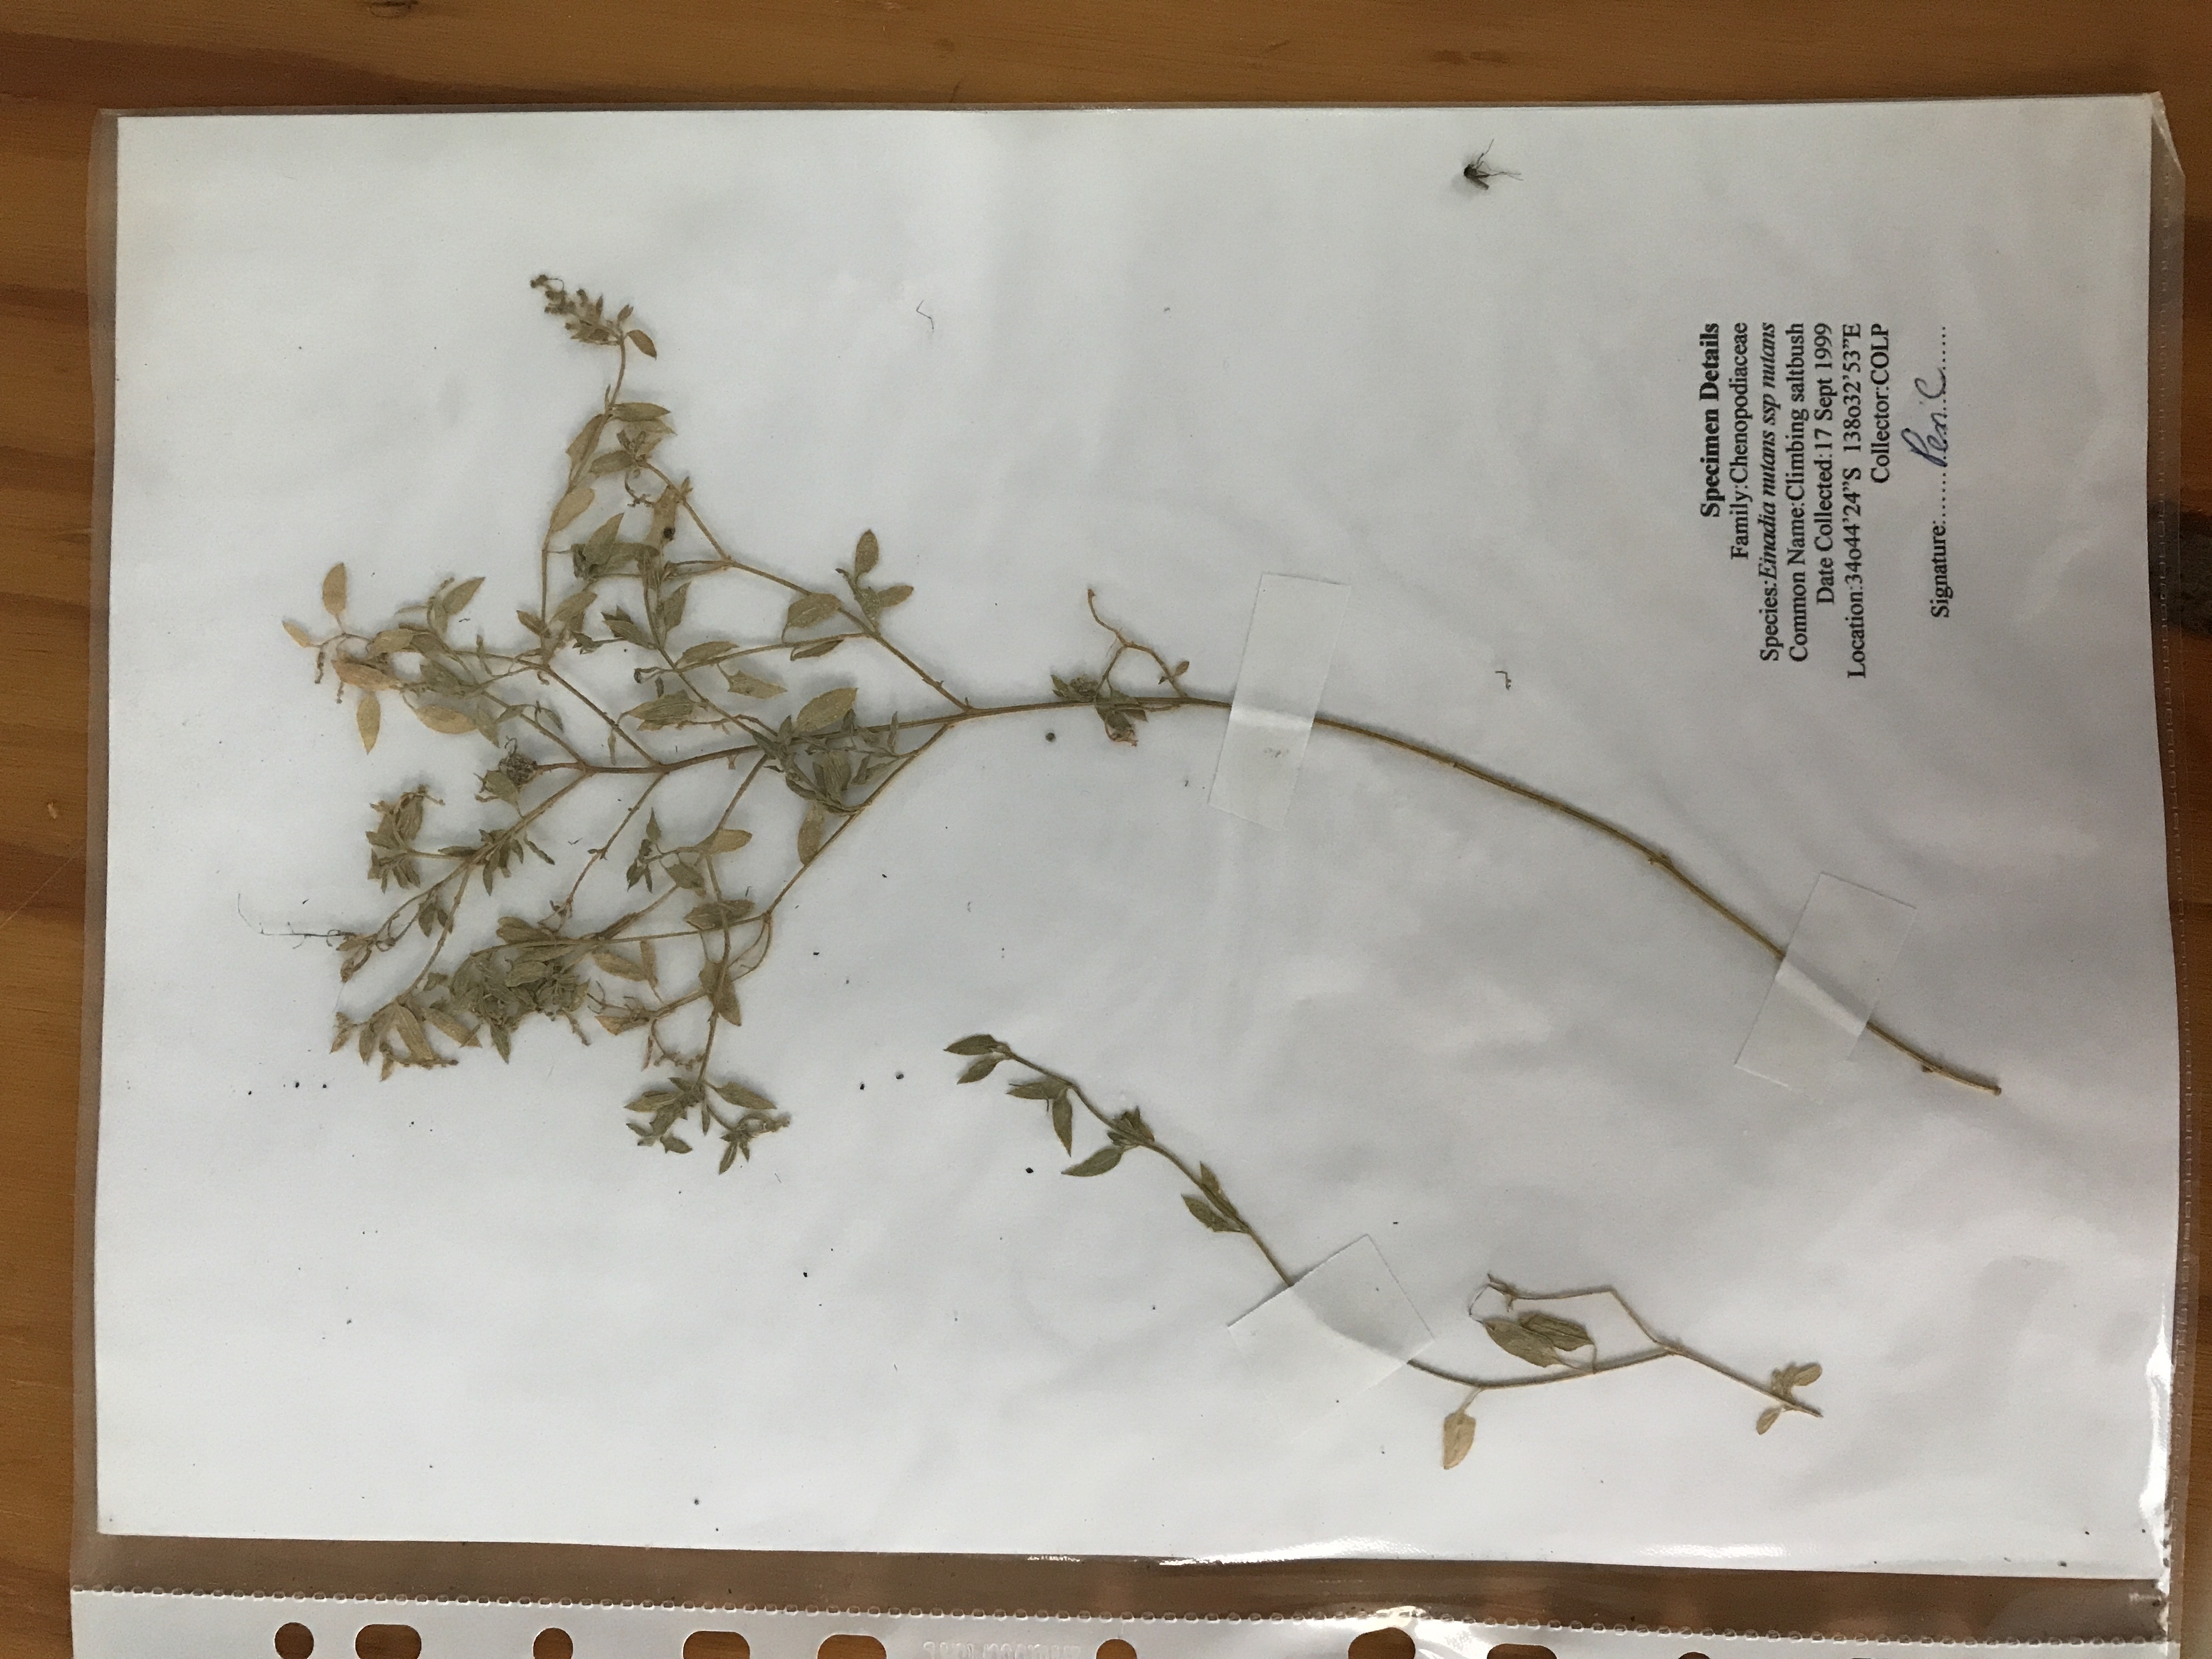 Specimen Details
Family:Chenopodiaceae
Species:Einadia nutans ssp nutans
Common Name:Climbing saltbush
Date Collected:17 Sept 1999
Location:34o44'24”S 138o32'53”E
Collector:COLP
Signature:......Peri C......